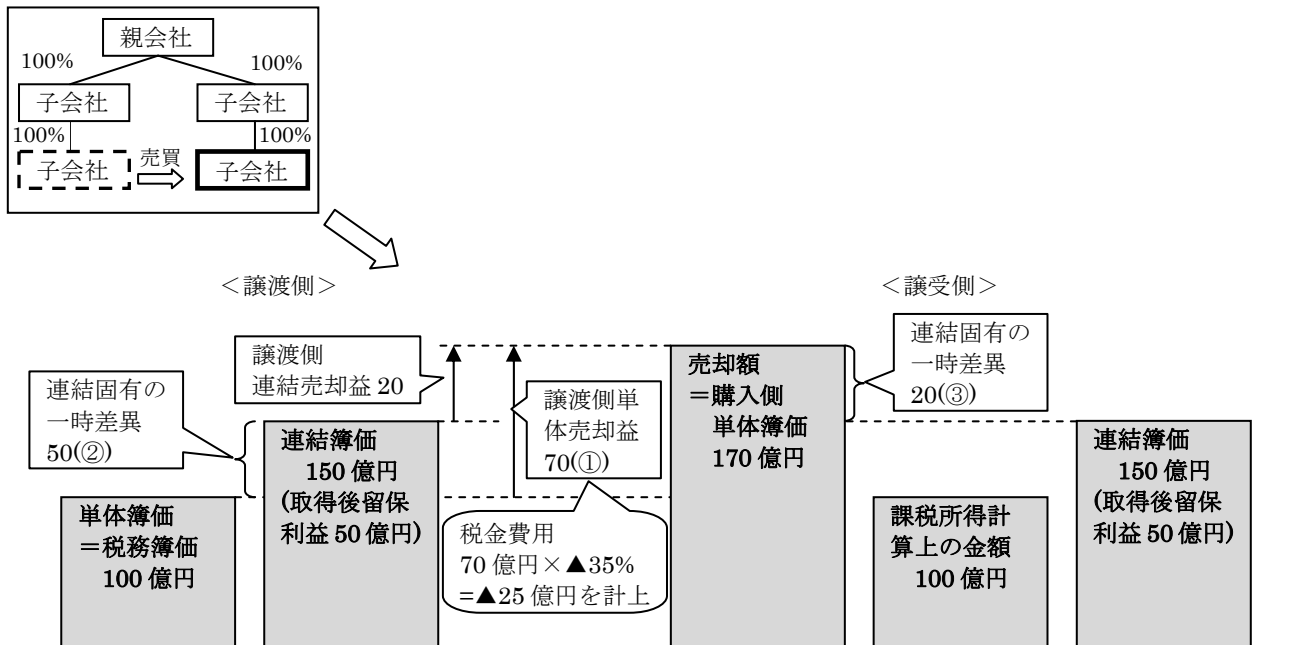 親会社
100%
100%
子会社
子会社
100%
100%
子会社
売買
子会社
＜譲渡側＞
＜譲受側＞
連結固有の
一時差異
50(②)
譲渡側
連結売却益 20
譲渡側単
体売却益
70(①)
連結固有の
一時差異
20(③)
単体簿価
＝税務簿価
100 億円
連結簿価
150 億円
(取得後留保
利益 50 億円)
税金費用
70 億円×▲35%
=▲25 億円を計上
売却額
＝購入側
単体簿価
170 億円
課税所得計
算上の金額
100 億円
連結簿価
150 億円
(取得後留保
利益 50 億円)